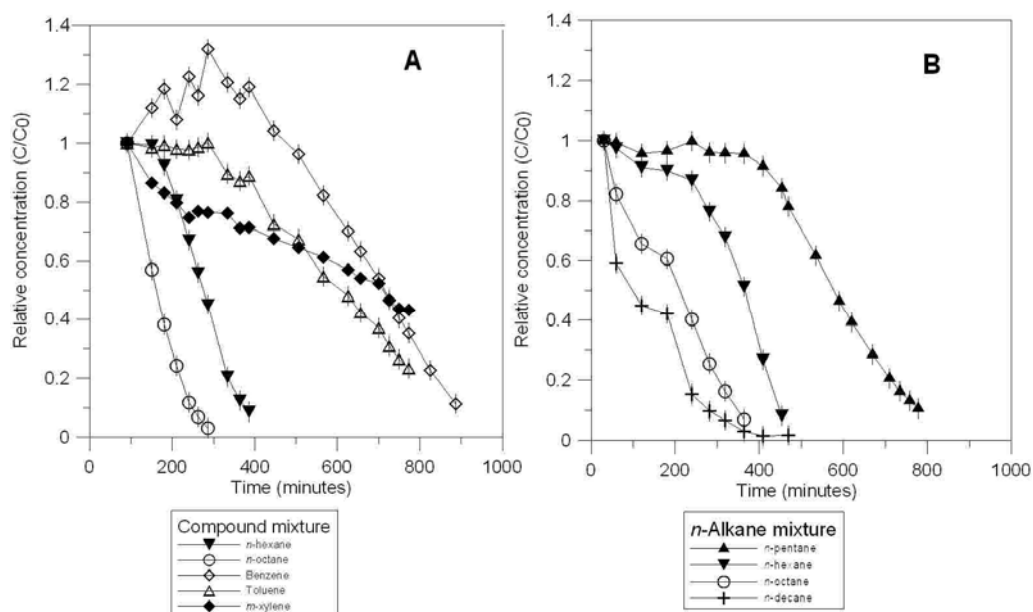 A
Relative concentration (C/C0)
1.4
1.2
1
0.8
0.6
0.4
0.2
0
0 200 400 600 800 1000
Time (minutes)
Compound mixture
n-hexane
n-octane
Benzene
Toluene
m-xylene
B
Relative concentration (C/C0)
1.4
1.2
1
0.8
0.6
0.4
0.2
0
0 200 400 600 800 1000
Time (minutes)
n-Alkane mixture
n-pentane
n-hexane
n-octane
n-decane